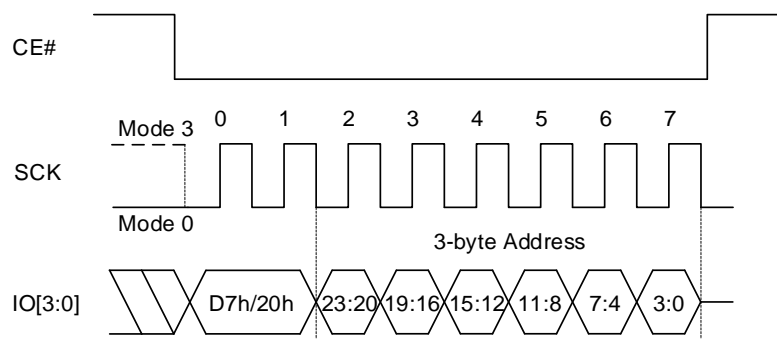 CE#
Mode 3 0 1 2 3 4 5 6 7
SCK
Mode 0
3-byte Address
IO[3:0] D7h/20h 23:20 19:16 15:12 11:8 7:4 3:0